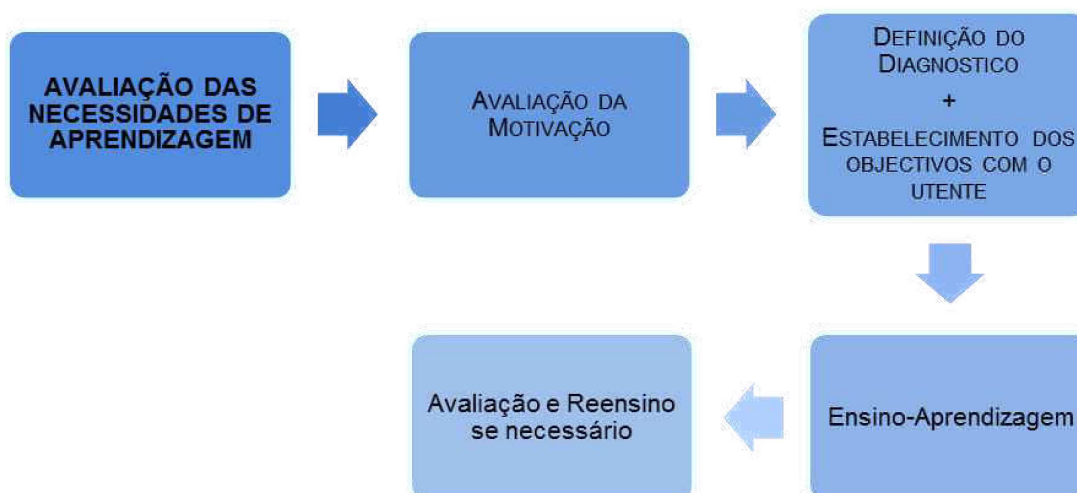 AVALIAÇÃO DAS
NECESSIDADES DE
APRENDIZAGEM
AVALIAÇÃO DA
MOTIVAÇÃO
DEFINIÇÃO DO
DIAGNOSTICO
+
ESTABELECIMENTO DOS
OBJECTIVOS COM O
UTENTE
Avaliação e Reensino
se necessário
Ensino-Aprendizagem